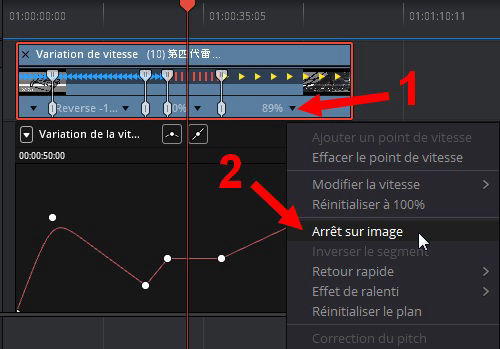 01:00:00:00
01:00:35:05
01:01:10:11
Variation de vitesse (10) 第四代雷...
Reverse -1...
0%
89%
1
Variation de la vit...
00:00:50:00
2
Ajouter un point de vitesse
Effacer le point de vitesse
Modifier la vitesse
Réinitialiser à 100%
Arrêt sur image
Inverser le segment
Retour rapide
Effet de ralenti
Réinitialiser le plan
Correction du pitch